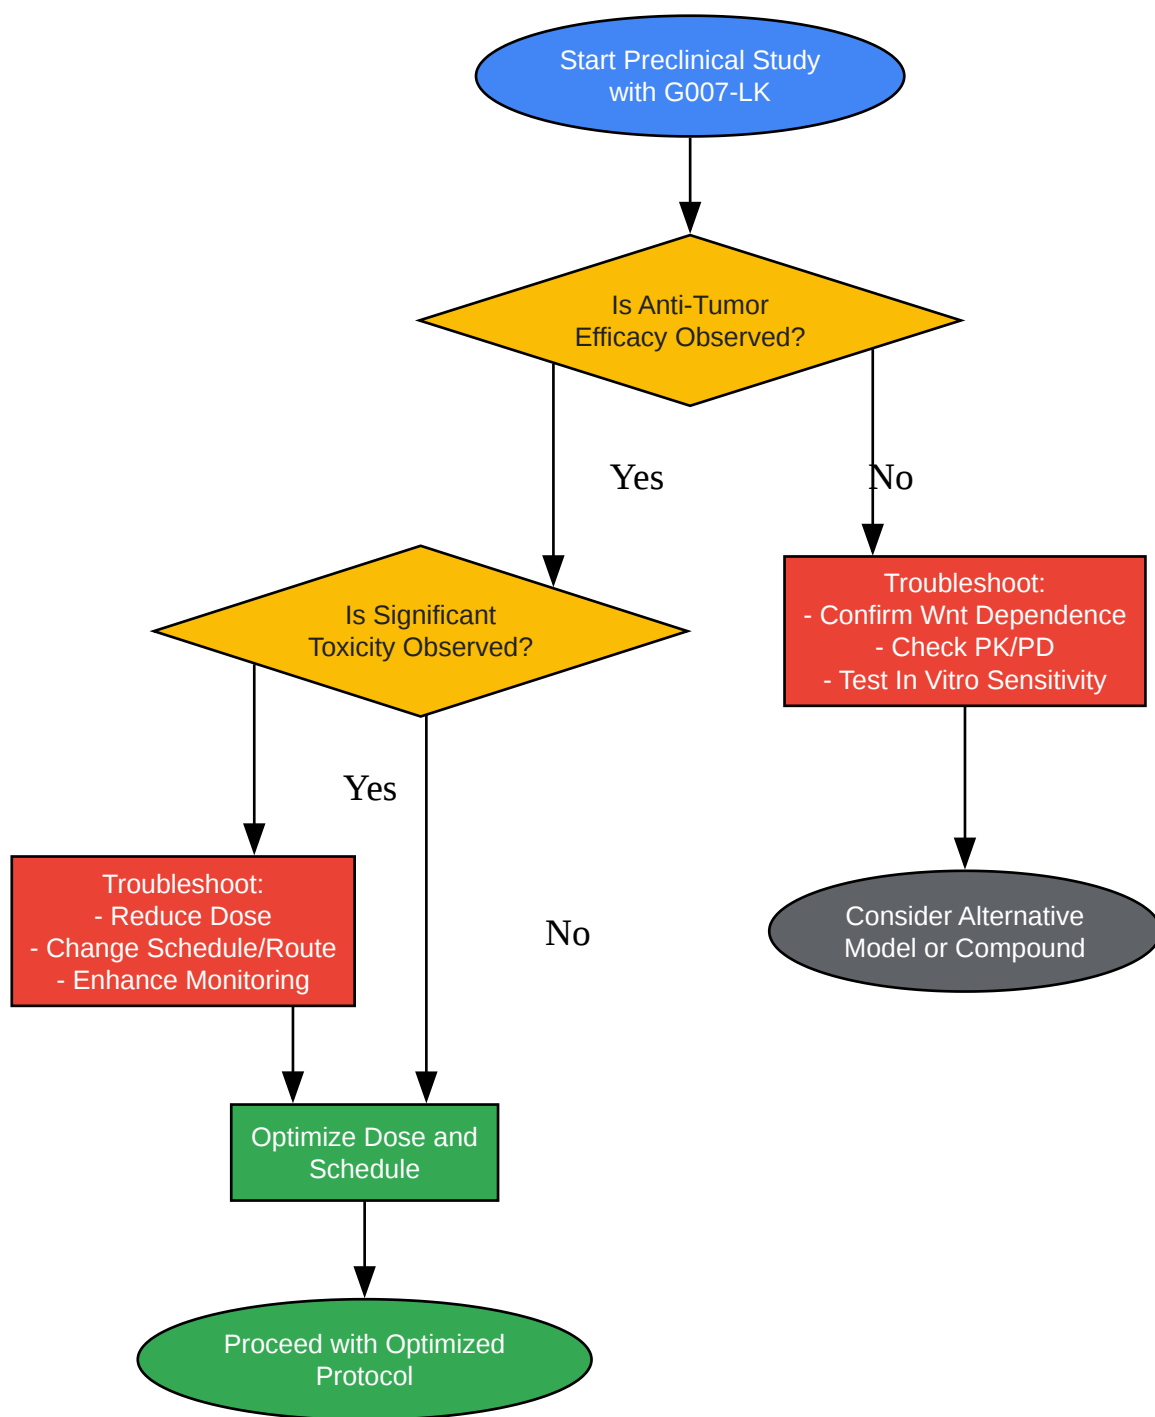 Start Preclinical Study
with G007-LK
Is Anti-Tumor
Efficacy Observed?
Yes
No
Is Significant
Toxicity Observed?
Troubleshoot:
- Confirm Wnt Dependence
- Check PK/PD
- Test In Vitro Sensitivity
Yes
No
Troubleshoot:
- Reduce Dose
- Change Schedule/Route
- Enhance Monitoring
Consider Alternative
Model or Compound
Optimize Dose and
Schedule
Proceed with Optimized
Protocol